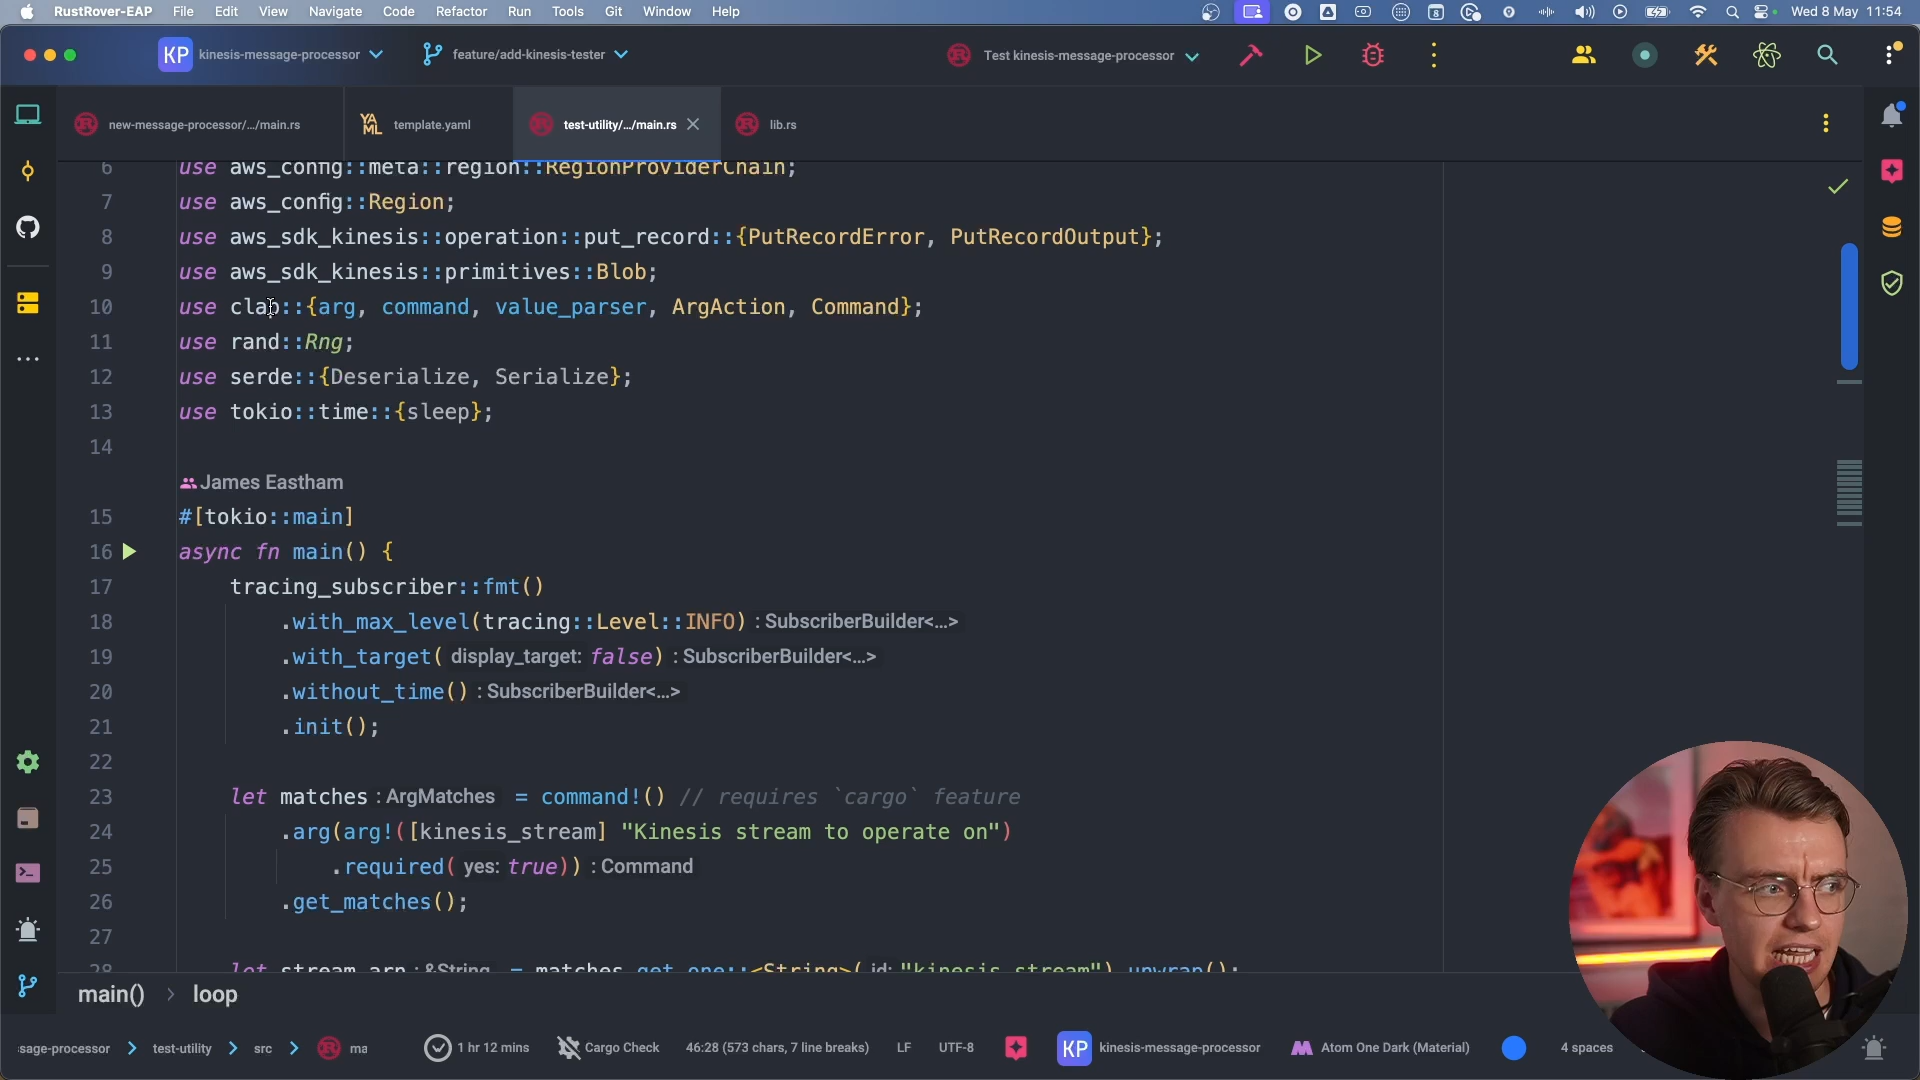 RustRover-EAP File Edit View Navigate Code Refactor Run Tools Git Window Help 8 Wed 8 May 11:54
KP kinesis-message-processor feature/add-kinesis-tester Test kinesis-message-processor
new-message-processor/.../main.rs YAML template.yaml test-utility/.../main.rs lib.rs
6 use aws_config::meta::region::RegionProviderChain;
7 use aws_config::Region;
8 use aws_sdk_kinesis::operation::put_record::{PutRecordError, PutRecordOutput};
9 use aws_sdk_kinesis::primitives::Blob;
10 use clap::{arg, command, value_parser, ArgAction, Command};
11 use rand::Rng;
12 use serde::{Deserialize, Serialize};
13 use tokio::time::{sleep};
14
James Eastham
15 #[tokio::main]
16 async fn main() {
17 tracing_subscriber::fmt()
18 .with_max_level(tracing::Level::INFO) : SubscriberBuilder<...>
19 .with_target( display_target: false) : SubscriberBuilder<...>
20 .without_time() : SubscriberBuilder<...>
21 .init();
22
23 let matches : ArgMatches = command!() // requires `cargo` feature
24 .arg(arg!([kinesis_stream] "Kinesis stream to operate on")
25 .required( yes: true)) : Command
26 .get_matches();
27
28 let stream_arn : &String = matches.get_one::<String>( id: "kinesis_stream").unwrap();
main() > loop
ssage-processor > test-utility > src > ma 1 hr 12 mins Cargo Check 46:28 (573 chars, 7 line breaks) LF UTF-8 KP kinesis-message-processor Atom One Dark (Material) 4 spaces